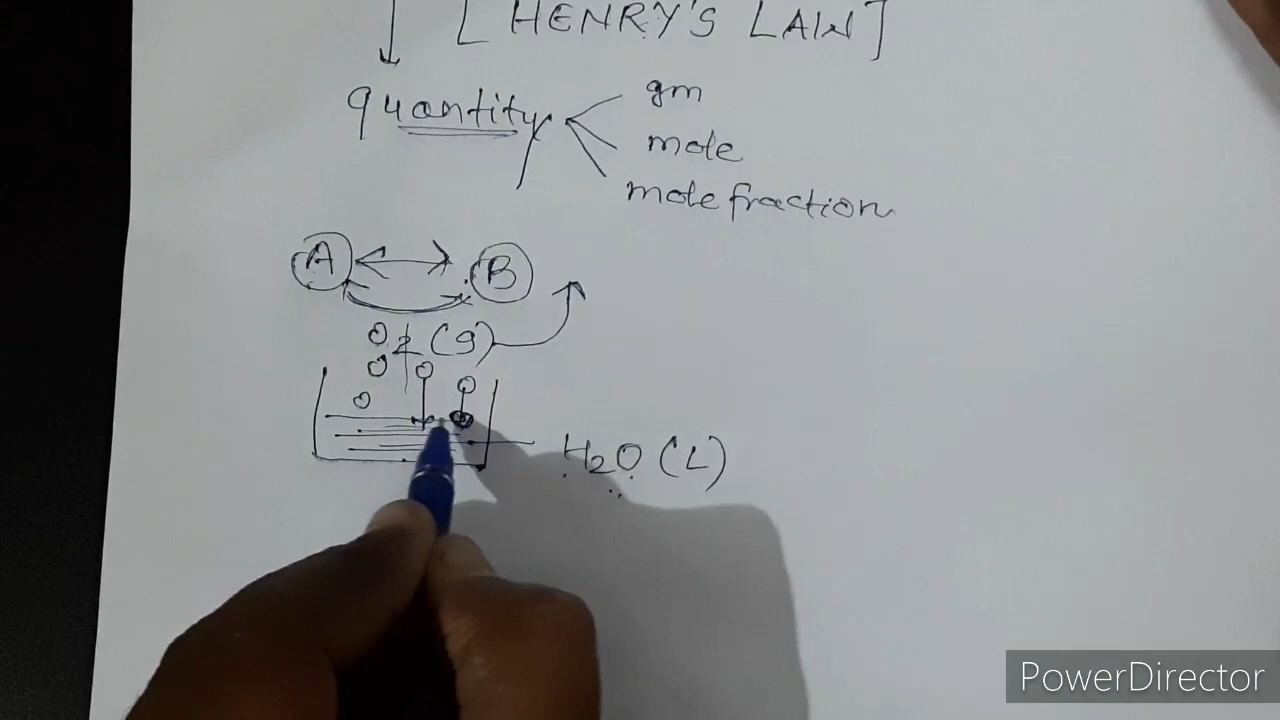 [ HENRY'S LAW ]
quantity
gm
mole
mole fraction
A B
O2 (g)
H2O (L)
PowerDirector